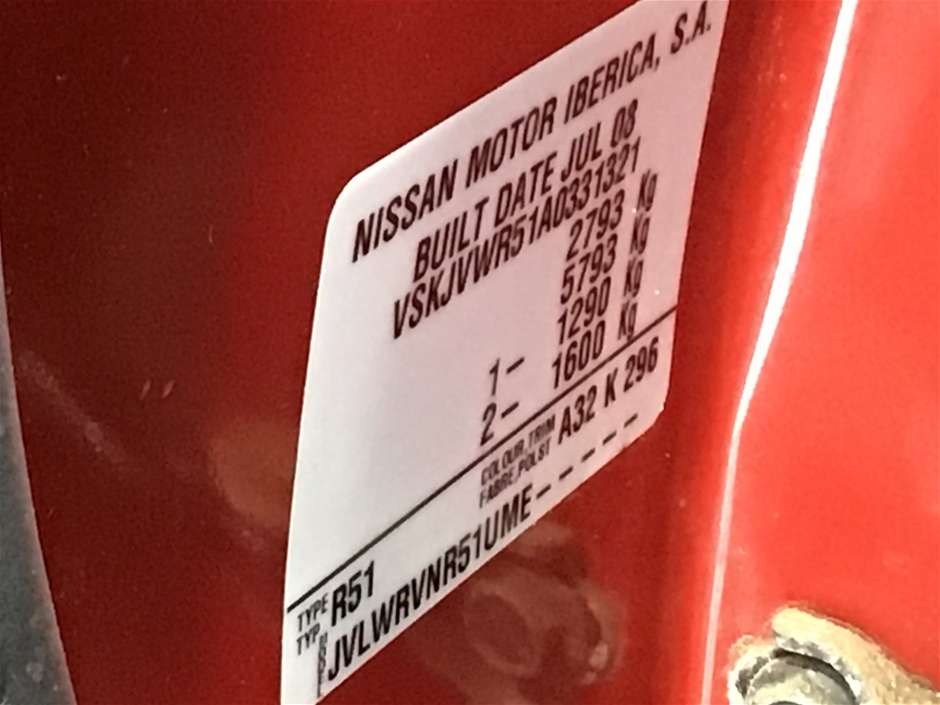 NISSAN MOTOR IBERICA, S.A.
BUILT DATE JUL 08
VSKJVWR51A0331321
2793 Kg
5793 Kg
1- 1290 Kg
2- 1600 Kg
COLOUR,TRIM A32 K 296
FABRE,POLST
TYPE R51
TYP
JVLWRVNR51UME-----